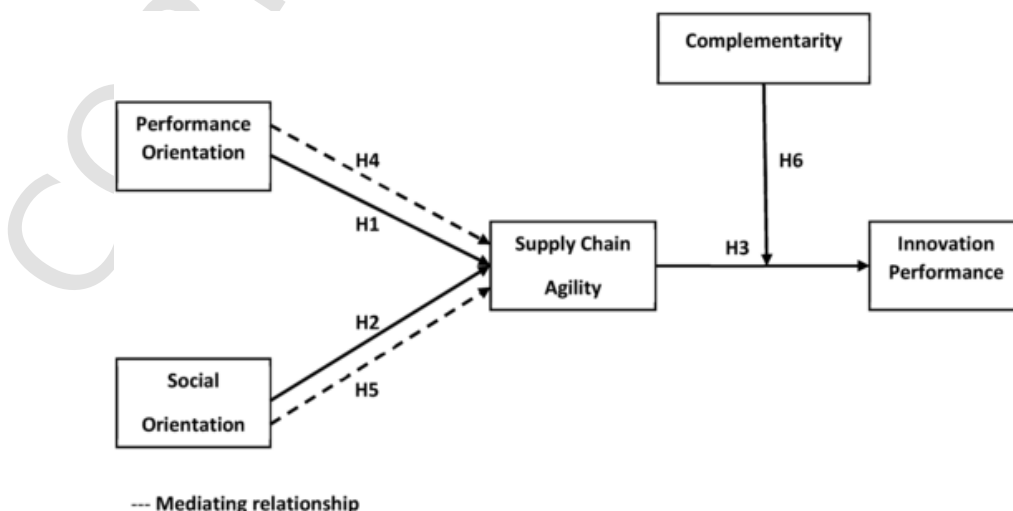 Complementarity
Performance
Orientation
H4
H6
H1
Supply Chain
Agility
H3
Innovation
Performance
H2
Social
Orientation
H5
--- Mediating relationship